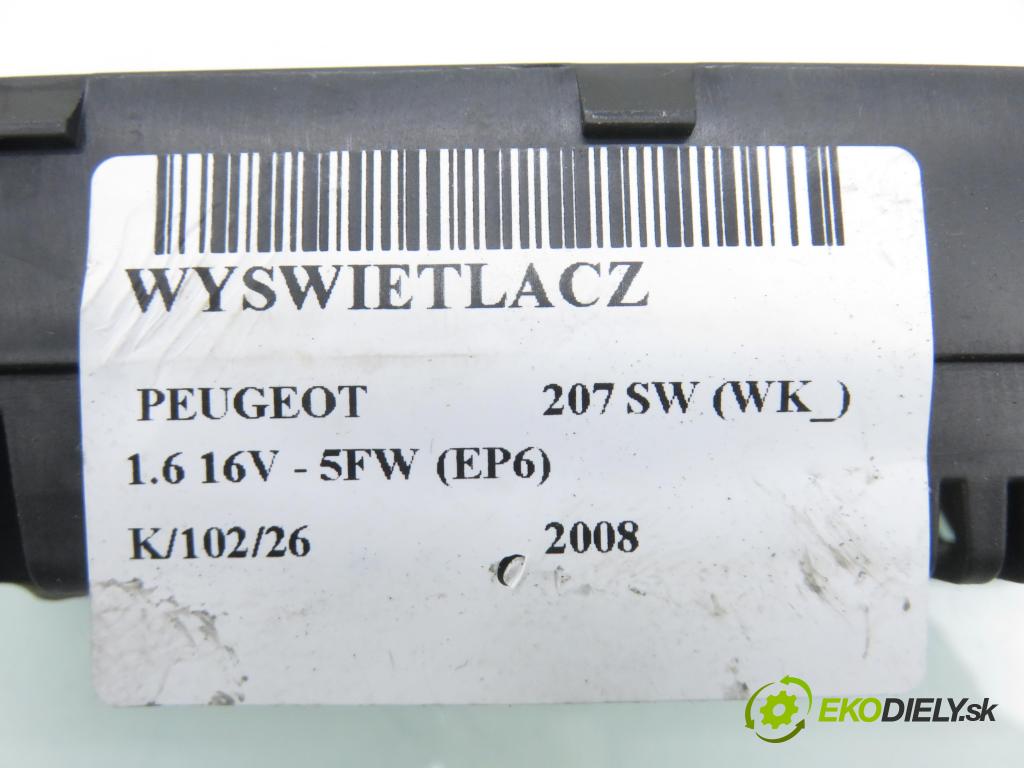 WYSWIETLACZ
PEUGEOT 207 SW (WK_)
1.6 16V - 5FW (EP6)
K/102/26 2008
EKODIELY.sk